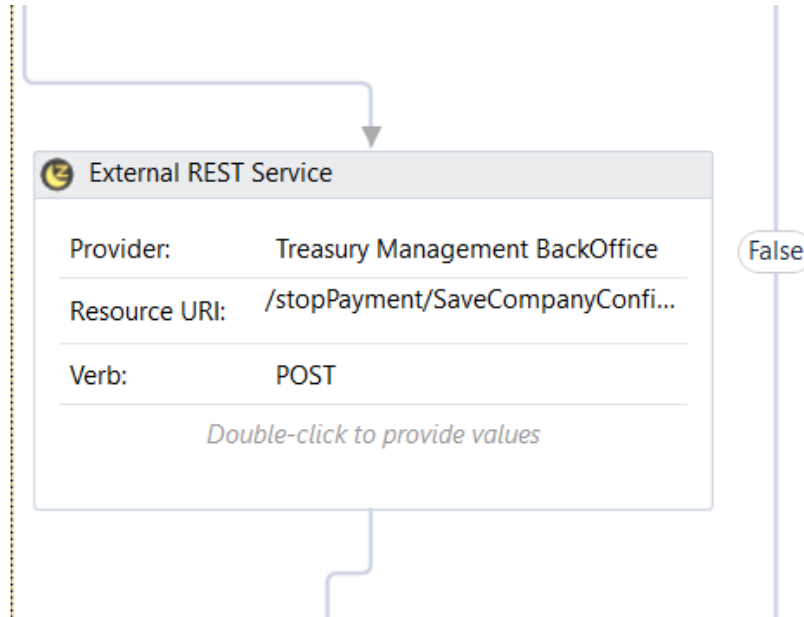 External REST Service
Provider: Treasury Management BackOffice
False
Resource URI: /stopPayment/SaveCompanyConfi...
Verb: POST
Double-click to provide values